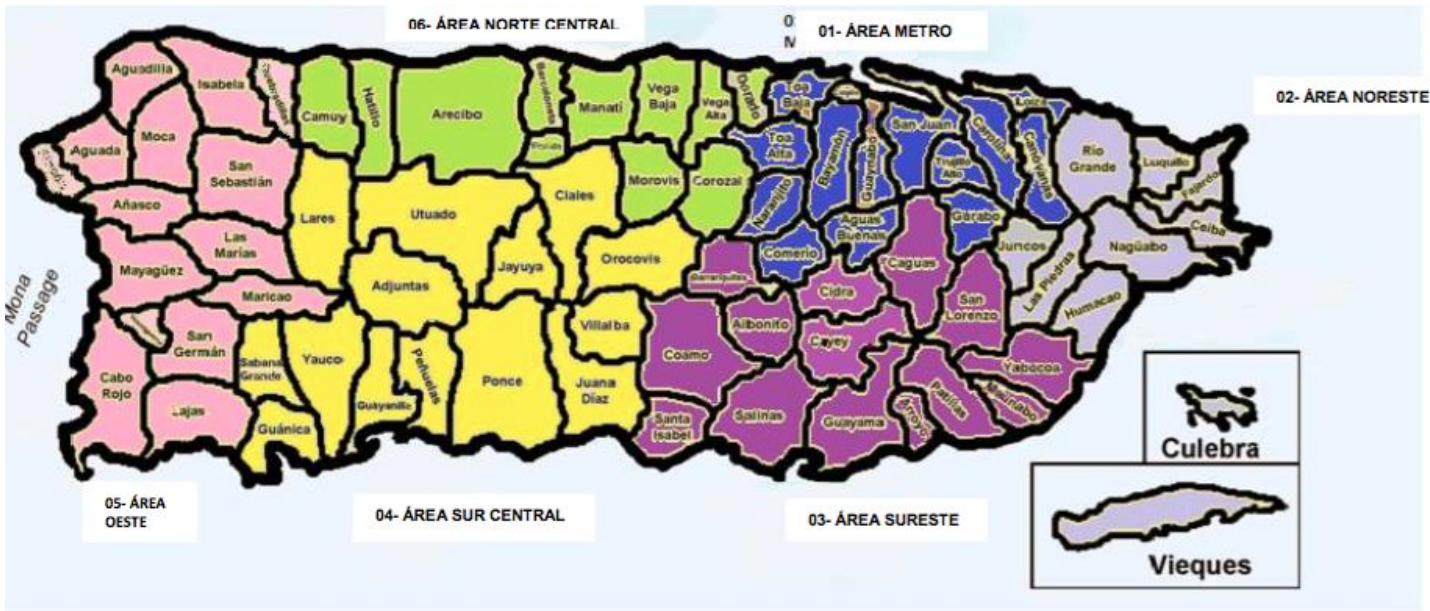 06- ÁREA NORTE CENTRAL
01- ÁREA METRO
02- ÁREA NORESTE
Aguadilla
Isabela
Camuy
Hatillo
Arecibo
Barceloneta
Manatí
Vega
Baja
Vega
Alta
Dorado
Toa
Baja
San Juan
Carolina
Loiza
Canóvanas
Río
Grande
Luquillo
Fajardo
Ceiba
Aguada
Moca
San
Sebastián
Añasco
Lares
Utuado
Ciales
Morovis
Corozal
Toa
Alta
Naranjito
Bayamón
Guaynabo
Trujillo
Alto
Aguas
Buenas
Gurabo
Juncos
Las Piedras
Nagüabo
Humacao
Las
Marías
Mayagüez
Maricao
Adjuntas
Jayuya
Orocovis
Barranquitas
Comerío
Cidra
Caguas
San
Lorenzo
Mona
Passage
San
Germán
Cabo
Rojo
Lajas
Sabana
Grande
Yauco
Guánica
Guayanilla
Peñuelas
Ponce
Villalba
Juana
Díaz
Coamo
Aibonito
Cayey
Santa
Isabel
Salinas
Guayama
Arroyo
Patillas
Maunabo
Yabocoa
Culebra
Vieques
05- ÁREA
OESTE
04- ÁREA SUR CENTRAL
03- ÁREA SURESTE